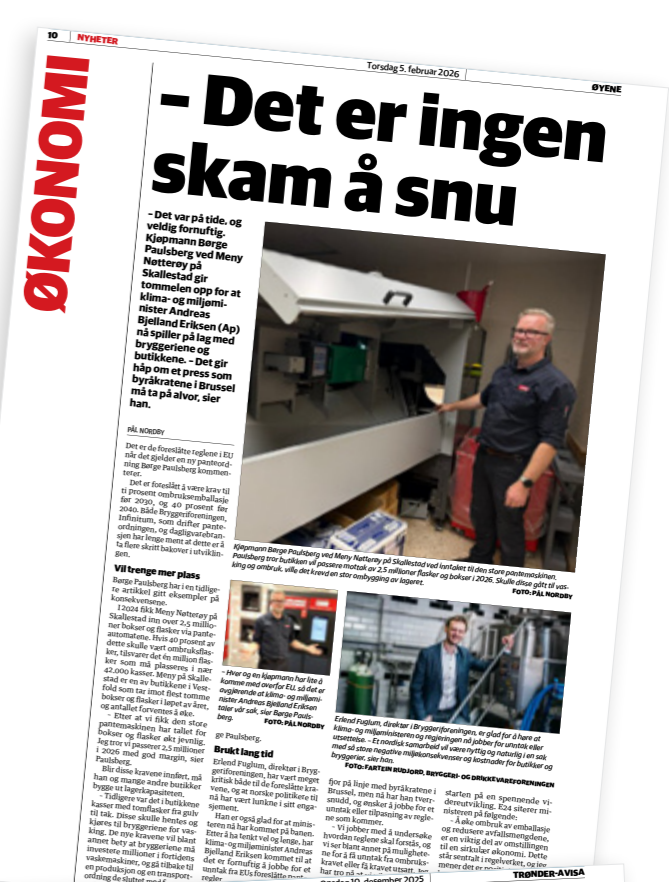 10
NYHETER
Torsdag 5. februar 2026
ØYENE
ØKONOMI
– Det er ingen
skam å snu
– Det var på tide, og
veldig fornuftig.
Kjøpmann Børge
Paulsberg ved Meny
Nøtterøy på
Skallestad gir
tommelen opp for at
klima- og miljømi-
nister Andreas
Bjelland Eriksen (Ap)
nå spiller på lag med
bryggeriene og
butikkene. – Det gir
håp om et press som
byråkratene i Brussel
må ta på alvor, sier
han.
PÅL NORDBY
Det er de foreslåtte reglene i EU
når det gjelder en ny panteord-
ning Børge Paulsberg kommen-
terer.
Det er foreslått å være krav til
ti prosent ombruksemballasje
før 2030, og 40 prosent før
2040. Både Bryggeriforeningen,
Infinitum, som drifter pante-
ordningen, og dagligvarebran-
sjen har lenge ment at dette er å
ta flere skritt bakover i utviklin-
gen.
Vil trenge mer plass
Børge Paulsberg har i en tidlige-
re artikkel gitt eksempler på
konsekvensene.
I 2024 fikk Meny Nøtterøy på
Skallestad inn over 2,5 millio-
ner bokser og flasker via pante-
automatene. Hvis 40 prosent av
dette skulle vært ombruksflas-
ker, tilsvarer det én million flas-
ker som må plasseres i nær
42.000 kasser. Meny på Skalle-
stad er en av butikkene i Vest-
fold som tar imot flest tomme
bokser og flasker i løpet av året,
og antallet forventes å øke.
– Etter at vi fikk den store
pantemaskinen har tallet for
bokser og flasker økt jevnlig.
Jeg tror vi passerer 2,5 millioner
i 2026 med god margin, sier
Paulsberg.
Blir disse kravene innført, må
han og mange andre butikker
bygge ut lagerkapasiteten.
– Tidligere var det i butikkene
kasser med tomflasker fra gulv
til tak. Disse skulle hentes og
kjøres til bryggeriene for vas-
king. De nye kravene vil blant
annet bety at bryggeriene må
investere millioner i fortidens
vaskemaskiner, og gå tilbake til
en produksjon og en transport-
ordning de sluttet med for
Kjøpmann Børge Paulsberg ved Meny Nøtterøy på Skallestad ved inntaket til den store pantemaskinen.
Paulsberg tror butikken vil passere mottak av 2,5 millioner flasker og bokser i 2026. Skulle disse gått til vas-
king og ombruk, ville det krevd en stor ombygging av lageret.
FOTO: PÅL NORDBY
– Hver og en kjøpmann har lite å
komme med overfor EU, så det er
avgjørende at klima- og miljømi-
nister Andreas Bjelland Eriksen
taler vår sak, sier Børge Pauls-
berg.
FOTO: PÅL NORDBY
Erlend Fuglum, direktør i Bryggeriforeningen, er glad for å høre at
klima- og miljøministeren og regjeringen nå jobber for unntak eller
utsettelse. – Et nordisk samarbeid vil være nyttig og naturlig i en sak
med så store negative miljøkonsekvenser og kostnader for butikker og
bryggerier, sier han.
FOTO: FARTEIN RUDJORD, BRYGGERI- OG DRIKKEVAREFORENINGEN
ge Paulsberg.
Brukt lang tid
Erlend Fuglum, direktør i Bryg-
geriforeningen, har vært meget
kritisk både til de foreslåtte kra-
vene, og at norske politikere til
nå har vært lunkne i sitt enga-
sjement.
Han er også glad for at minis-
teren nå har kommet på banen.
Etter å ha tenkt vel og lenge, har
klima- og miljøminister Andreas
Bjelland Eriksen kommet til at
det er fornuftig å jobbe for et
unntak fra EUs foreslåtte
regler
fjor på linje med byråkratene i
Brussel, men nå har han tverr-
snudd, og ønsker å jobbe for et
unntak eller tilpasning av regle-
ne som kommer.
– Vi jobber med å undersøke
hvordan reglene skal forstås, og
vi ser blant annet på mulighete-
ne for å få unntak fra ombruks-
kravet eller få kravet utsatt. Jeg
har tro på at
starten på en spennende vi-
dereutvikling. E24 siterer mi-
nisteren på følgende:
– Å øke ombruk av emballasje
og redusere avfallsmengdene,
er en viktig del av omstillingen
til en sirkulær økonomi. Dette
står sentralt i regelverket, og jeg
mener det er
10. desember 2025
TRØNDER-AVISA